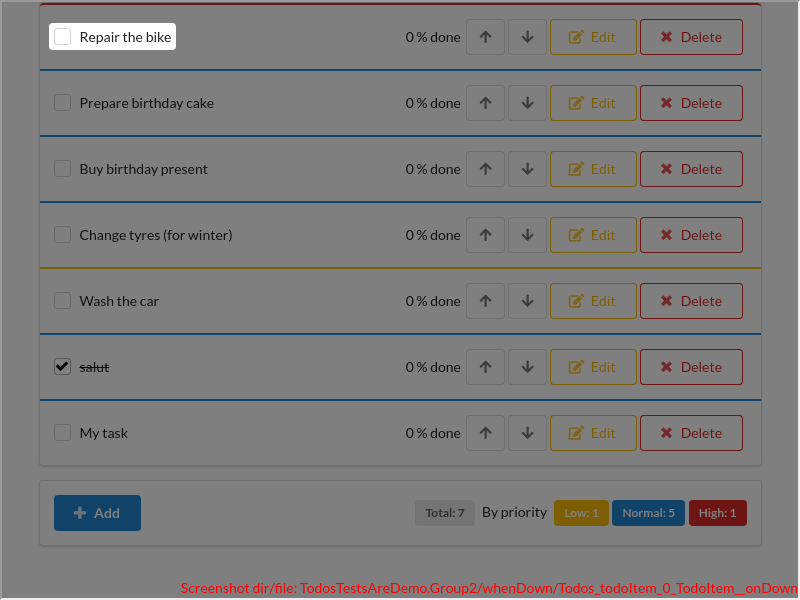 Repair the bike 0 % done Edit Delete
Prepare birthday cake 0 % done Edit Delete
Buy birthday present 0 % done Edit Delete
Change tyres (for winter) 0 % done Edit Delete
Wash the car 0 % done Edit Delete
salut 0 % done Edit Delete
My task 0 % done Edit Delete
Add Total: 7 By priority Low: 1 Normal: 5 High: 1
Screenshot dir/file: TodosTestsAreDemo.Group2/whenDown/Todos_todoItem_0_TodoItem__onDown